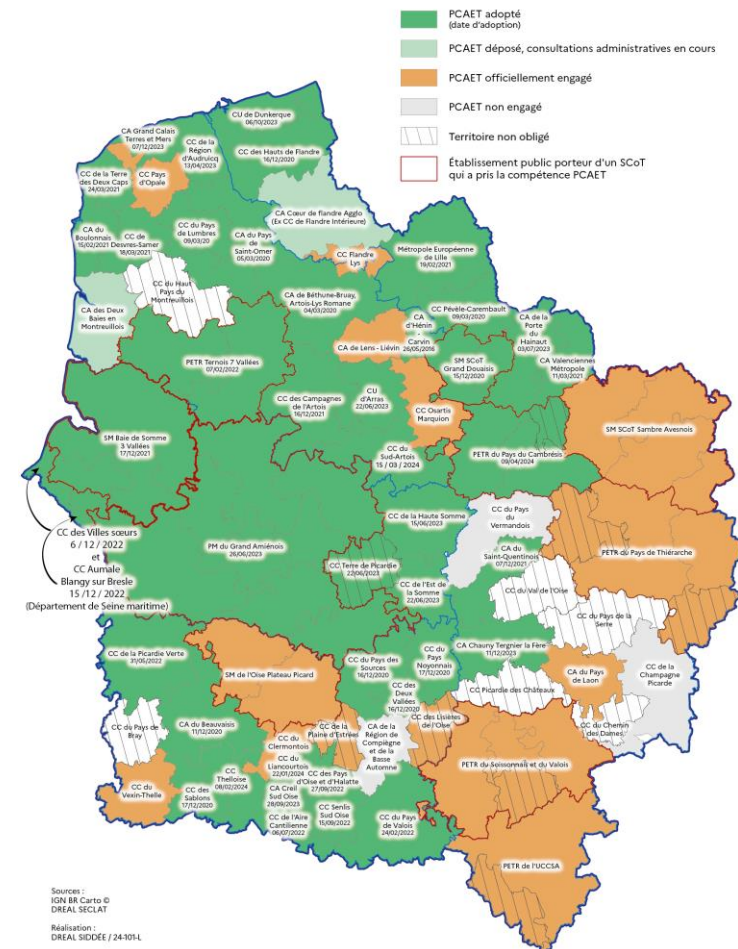 PCAET adopté
(date d'adoption)
PCAET déposé, consultations administratives en cours
PCAET officiellement engagé
PCAET non engagé
Territoire non obligé
Établissement public porteur d'un SCoT
qui a pris la compétence PCAET
CU de Dunkerque
06/10/2023
CA Grand Calais
Terres et Mers
07/12/2023
CC de la
Région
d'Audruicq
13/04/2023
CC des Hauts de Flandre
16/12/2020
CC de la Terre
des Deux Caps
24/03/2021
CC Pays
d'Opale
CA Cœur de flandre Agglo
(Ex CC de Flandre Intérieure)
CA du
Boulonnais
15/02/2021
CC de
Desvres-Samer
18/03/2021
CC du Pays
de Lumbres
09/03/20
CA du Pays
de
Saint-Omer
05/03/2020
CC Flandre
Lys
Métropole Européenne
de Lille
19/02/2021
CC du Haut
Pays du
Montreuillois
CA des Deux
Baies en
Montreuillois
CA de Béthune-Bruay,
Artois-Lys Romane
04/03/2020
CA de Lens - Liévin
CA
d'Hénin
-
Carvin
26/05/2016
CC Pévèle-Carembault
09/03/2020
CA de la
Porte
du
Hainaut
03/07/2023
CA Valenciennes
Métropole
11/03/2021
SM SCoT
Grand Douaisis
15/12/2020
PETR Ternois 7 Vallées
07/02/2022
CC des Campagnes
de l'Artois
16/12/2021
CU
d'Arras
22/06/2023
CC Osartis
Marquion
SM SCoT Sambre Avesnois
SM Baie de Somme
3 Vallées
17/12/2021
CC du
Sud-Artois
15 / 03 / 2024
PETR du Pays du Cambrésis
09/04/2024
CC des Villes sœurs
6 / 12 / 2022
et
CC Aumale
Blangy sur Bresle
15 / 12 / 2022
(Département de Seine maritime)
PM du Grand Amiénois
26/06/2023
CC de la Haute Somme
15/06/2023
CC du Pays
du
Vermandois
CA du
Saint-Quentinois
07/12/2021
PETR du Pays de Thiérarche
CC Terre de Picardie
22/06/2023
CC de l'Est de
la Somme
22/06/2023
CC du Val de l'Oise
CC du Pays de la
Serre
CC de la Picardie Verte
31/05/2022
SM de l'Oise Plateau Picard
CC du Pays des
Sources
16/12/2020
CC du
Pays
Noyonnais
17/12/2020
CA Chauny Tergnier la Fère
11/12/2023
CC des
Deux
Vallées
16/12/2020
CC Picardie des Châteaux
CA du Pays
de Laon
CC de la
Champagne
Picarde
CC du Pays de
Bray
CA du Beauvaisis
11/12/2020
CC du
Clermontois
CC de la
Plaine d'Estrées
CA de la
Région de
Compiègne
et de la
Basse
Automne
CC des Lisières
de l'Oise
CC du Chemin
des Dames
CC du
Liancourtois
22/01/2024
PETR du Soissonnais et du Valois
CC du
Vexin-Thelle
CC des
Sablons
17/12/2020
CC
Thelloise
08/02/2024
CC des Pays
d'Oise et d'Halatte
27/09/2022
CA Creil
Sud Oise
28/09/2023
CC de l'Aire
Cantilienne
06/07/2022
CC Senlis
Sud Oise
15/09/2022
CC du Pays
de Valois
24/02/2022
PETR de l'UCCSA
Sources :
IGN BR Carto ©
DREAL SECLAT
Réalisation :
DREAL SIDDÉE / 24-101-L